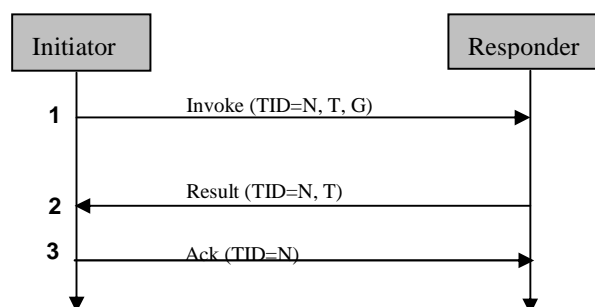 Initiator
Responder
1
Invoke (TID=N, T, G)
2
Result (TID=N, T)
3
Ack (TID=N)